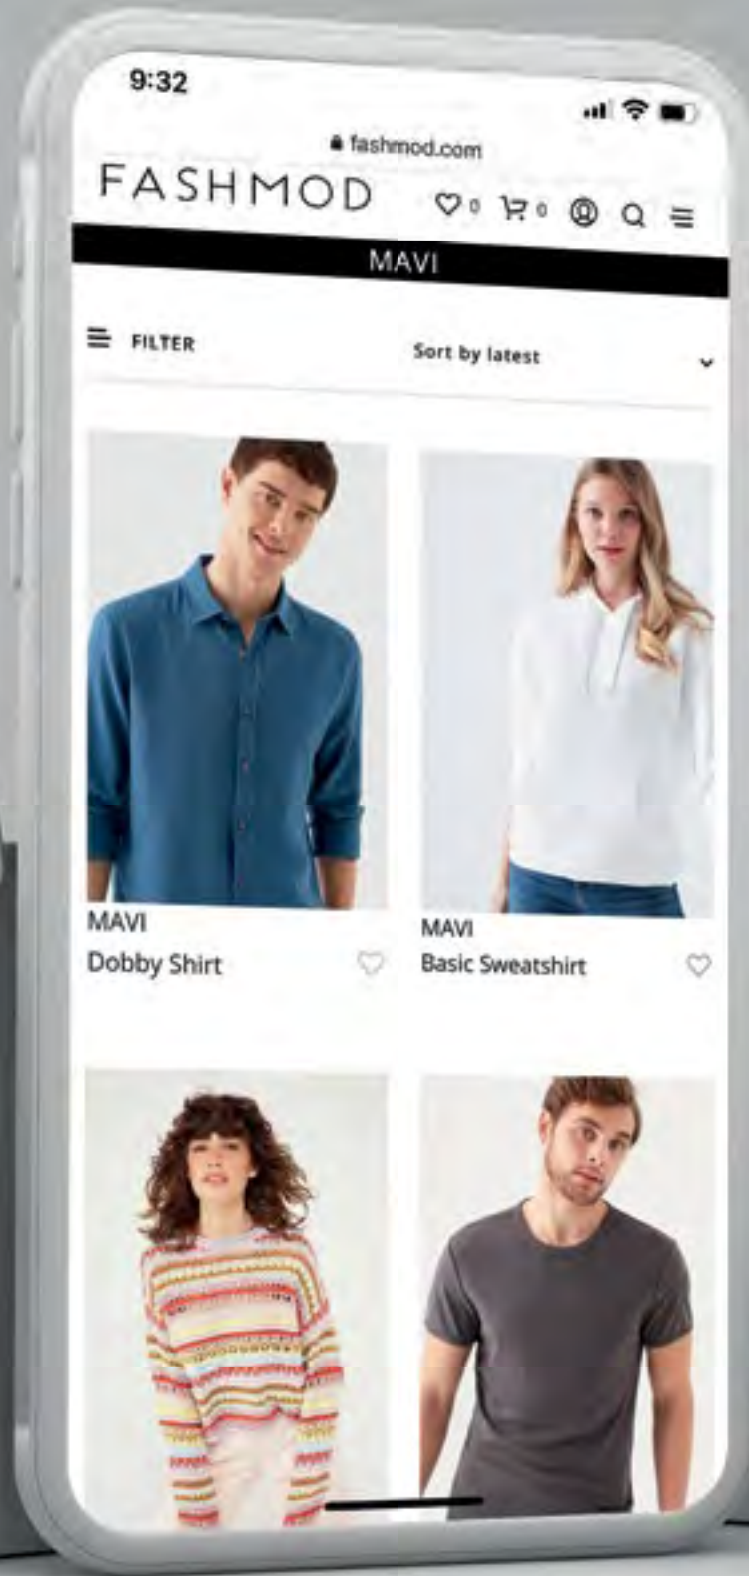 9:32
fashmod.com
FASHMOD 0 0
MAVI
FILTER Sort by latest
MAVI MAVI
Dobby Shirt Basic Sweatshirt